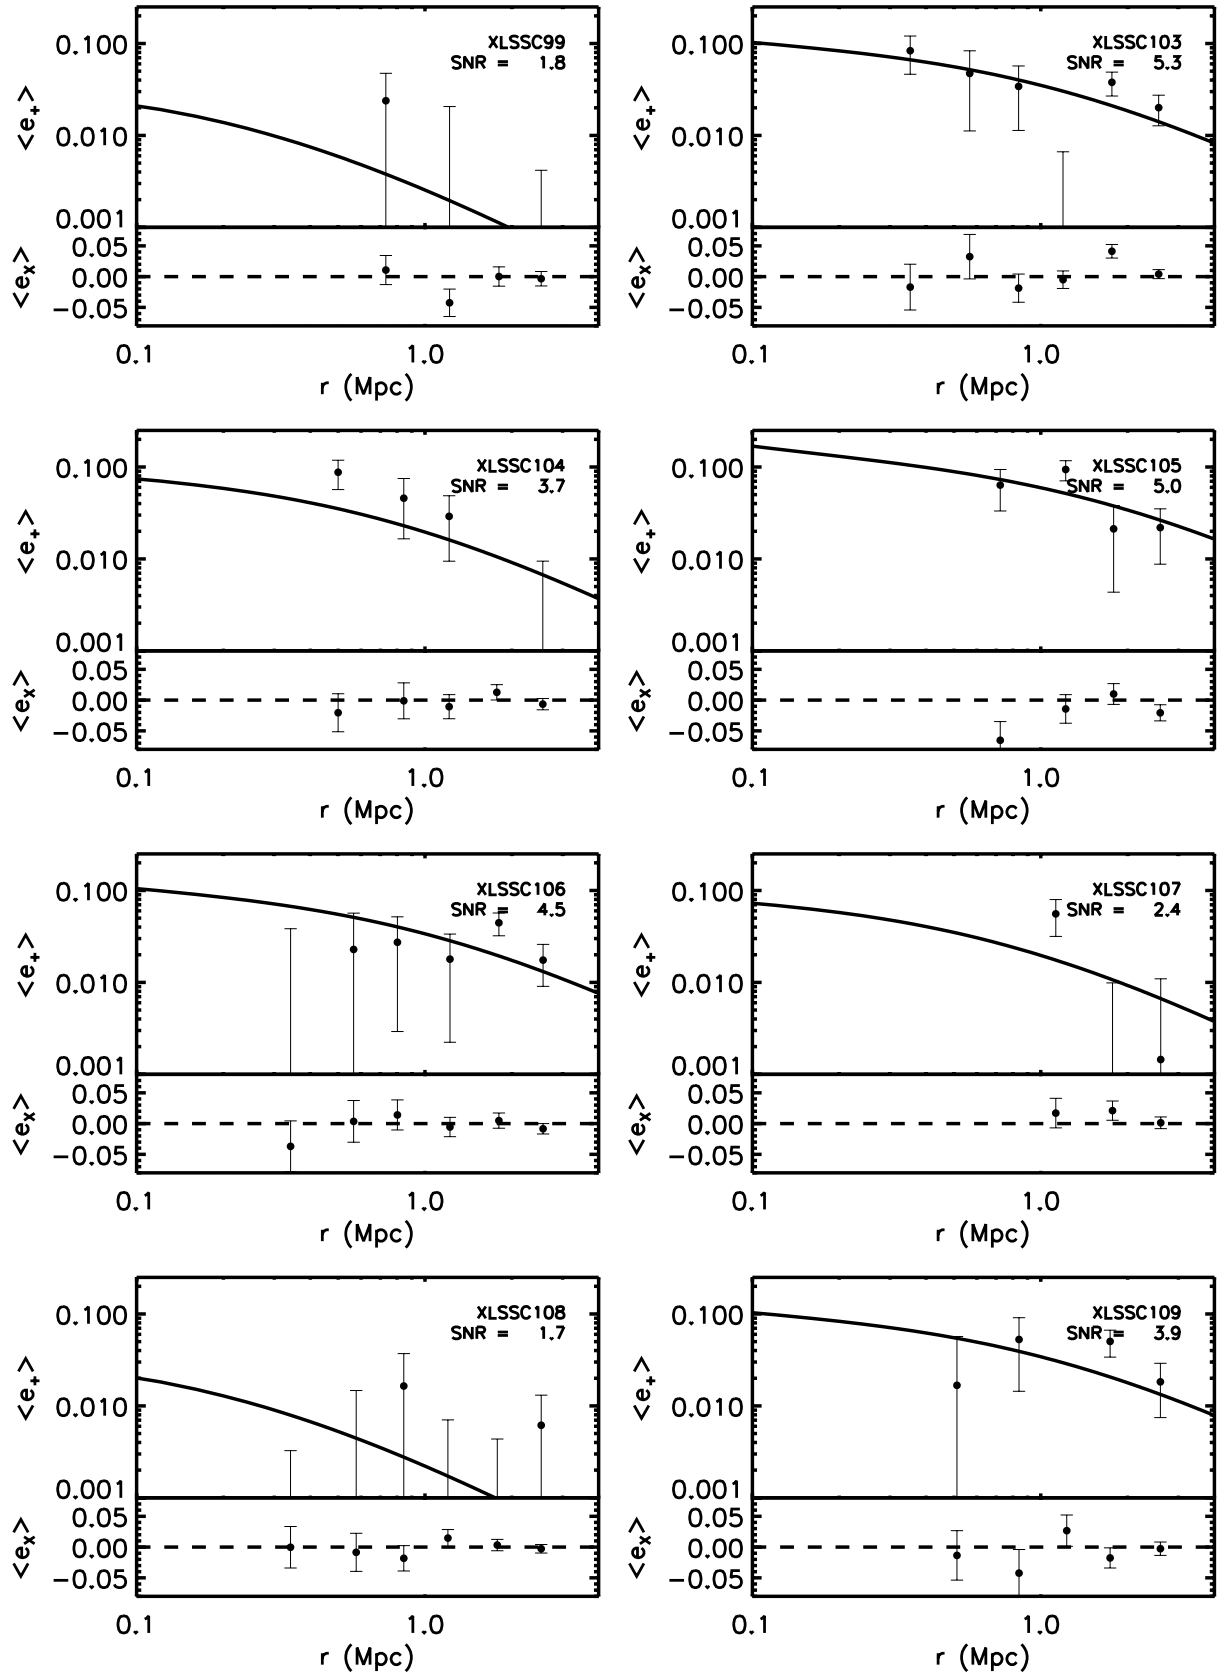 XLSSC99
SNR = 1.8
0.100
0.010
0.001
<e+>
0.05
0.00
−0.05
<ex>
0.1 1.0
r (Mpc)
XLSSC103
SNR = 5.3
0.100
0.010
0.001
<e+>
0.05
0.00
−0.05
<ex>
0.1 1.0
r (Mpc)
XLSSC104
SNR = 3.7
0.100
0.010
0.001
<e+>
0.05
0.00
−0.05
<ex>
0.1 1.0
r (Mpc)
XLSSC105
SNR = 5.0
0.100
0.010
0.001
<e+>
0.05
0.00
−0.05
<ex>
0.1 1.0
r (Mpc)
XLSSC106
SNR = 4.5
0.100
0.010
0.001
<e+>
0.05
0.00
−0.05
<ex>
0.1 1.0
r (Mpc)
XLSSC107
SNR = 2.4
0.100
0.010
0.001
<e+>
0.05
0.00
−0.05
<ex>
0.1 1.0
r (Mpc)
XLSSC108
SNR = 1.7
0.100
0.010
0.001
<e+>
0.05
0.00
−0.05
<ex>
0.1 1.0
r (Mpc)
XLSSC109
SNR = 3.9
0.100
0.010
0.001
<e+>
0.05
0.00
−0.05
<ex>
0.1 1.0
r (Mpc)